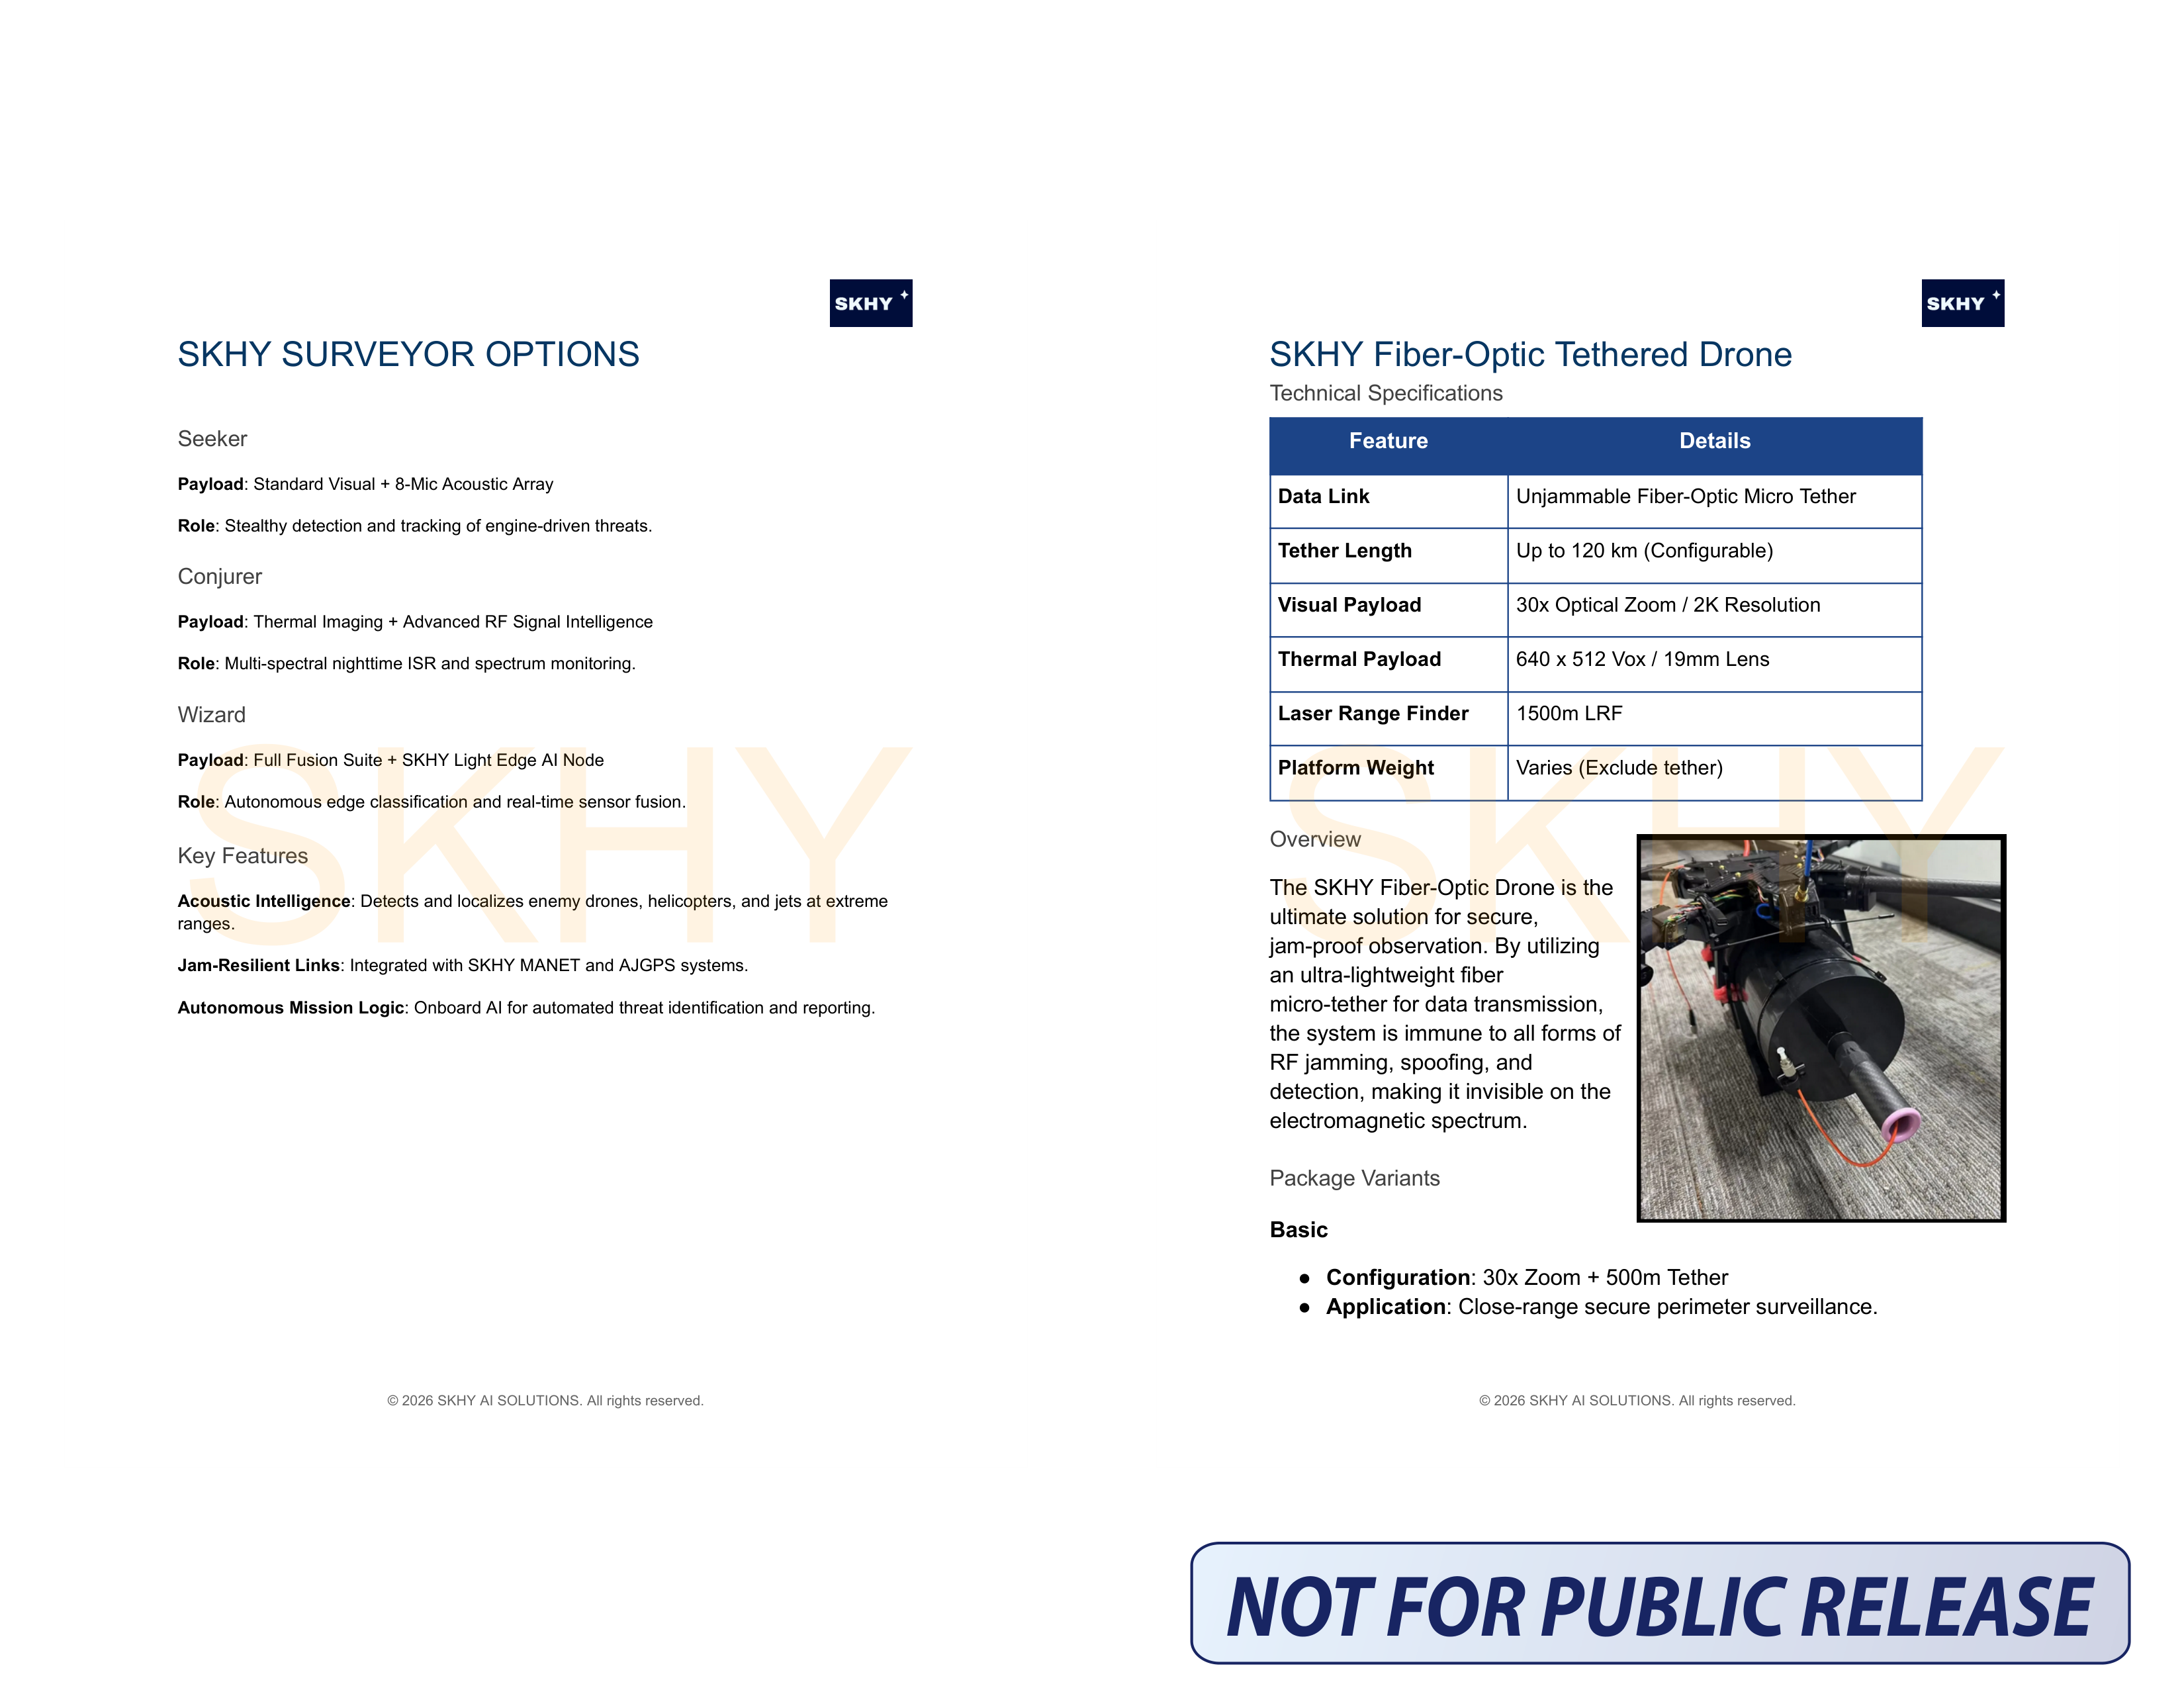 SKHY
SKHY SURVEYOR OPTIONS
Seeker
Payload: Standard Visual + 8-Mic Acoustic Array
Role: Stealthy detection and tracking of engine-driven threats.
Conjurer
Payload: Thermal Imaging + Advanced RF Signal Intelligence
Role: Multi-spectral nighttime ISR and spectrum monitoring.
Wizard
Payload: Full Fusion Suite + SKHY Light Edge AI Node
Role: Autonomous edge classification and real-time sensor fusion.
Key Features
Acoustic Intelligence: Detects and localizes enemy drones, helicopters, and jets at extreme
ranges.
Jam-Resilient Links: Integrated with SKHY MANET and AJGPS systems.
Autonomous Mission Logic: Onboard AI for automated threat identification and reporting.
SKHY
© 2026 SKHY AI SOLUTIONS. All rights reserved.
SKHY
SKHY Fiber-Optic Tethered Drone
Technical Specifications
Feature Details
Data Link Unjammable Fiber-Optic Micro Tether
Tether Length Up to 120 km (Configurable)
Visual Payload 30x Optical Zoom / 2K Resolution
Thermal Payload 640 x 512 Vox / 19mm Lens
Laser Range Finder 1500m LRF
Platform Weight Varies (Exclude tether)
SKHY
Overview
The SKHY Fiber-Optic Drone is the
ultimate solution for secure,
jam-proof observation. By utilizing
an ultra-lightweight fiber
micro-tether for data transmission,
the system is immune to all forms of
RF jamming, spoofing, and
detection, making it invisible on the
electromagnetic spectrum.
Package Variants
Basic
● Configuration: 30x Zoom + 500m Tether
● Application: Close-range secure perimeter surveillance.
© 2026 SKHY AI SOLUTIONS. All rights reserved.
NOT FOR PUBLIC RELEASE